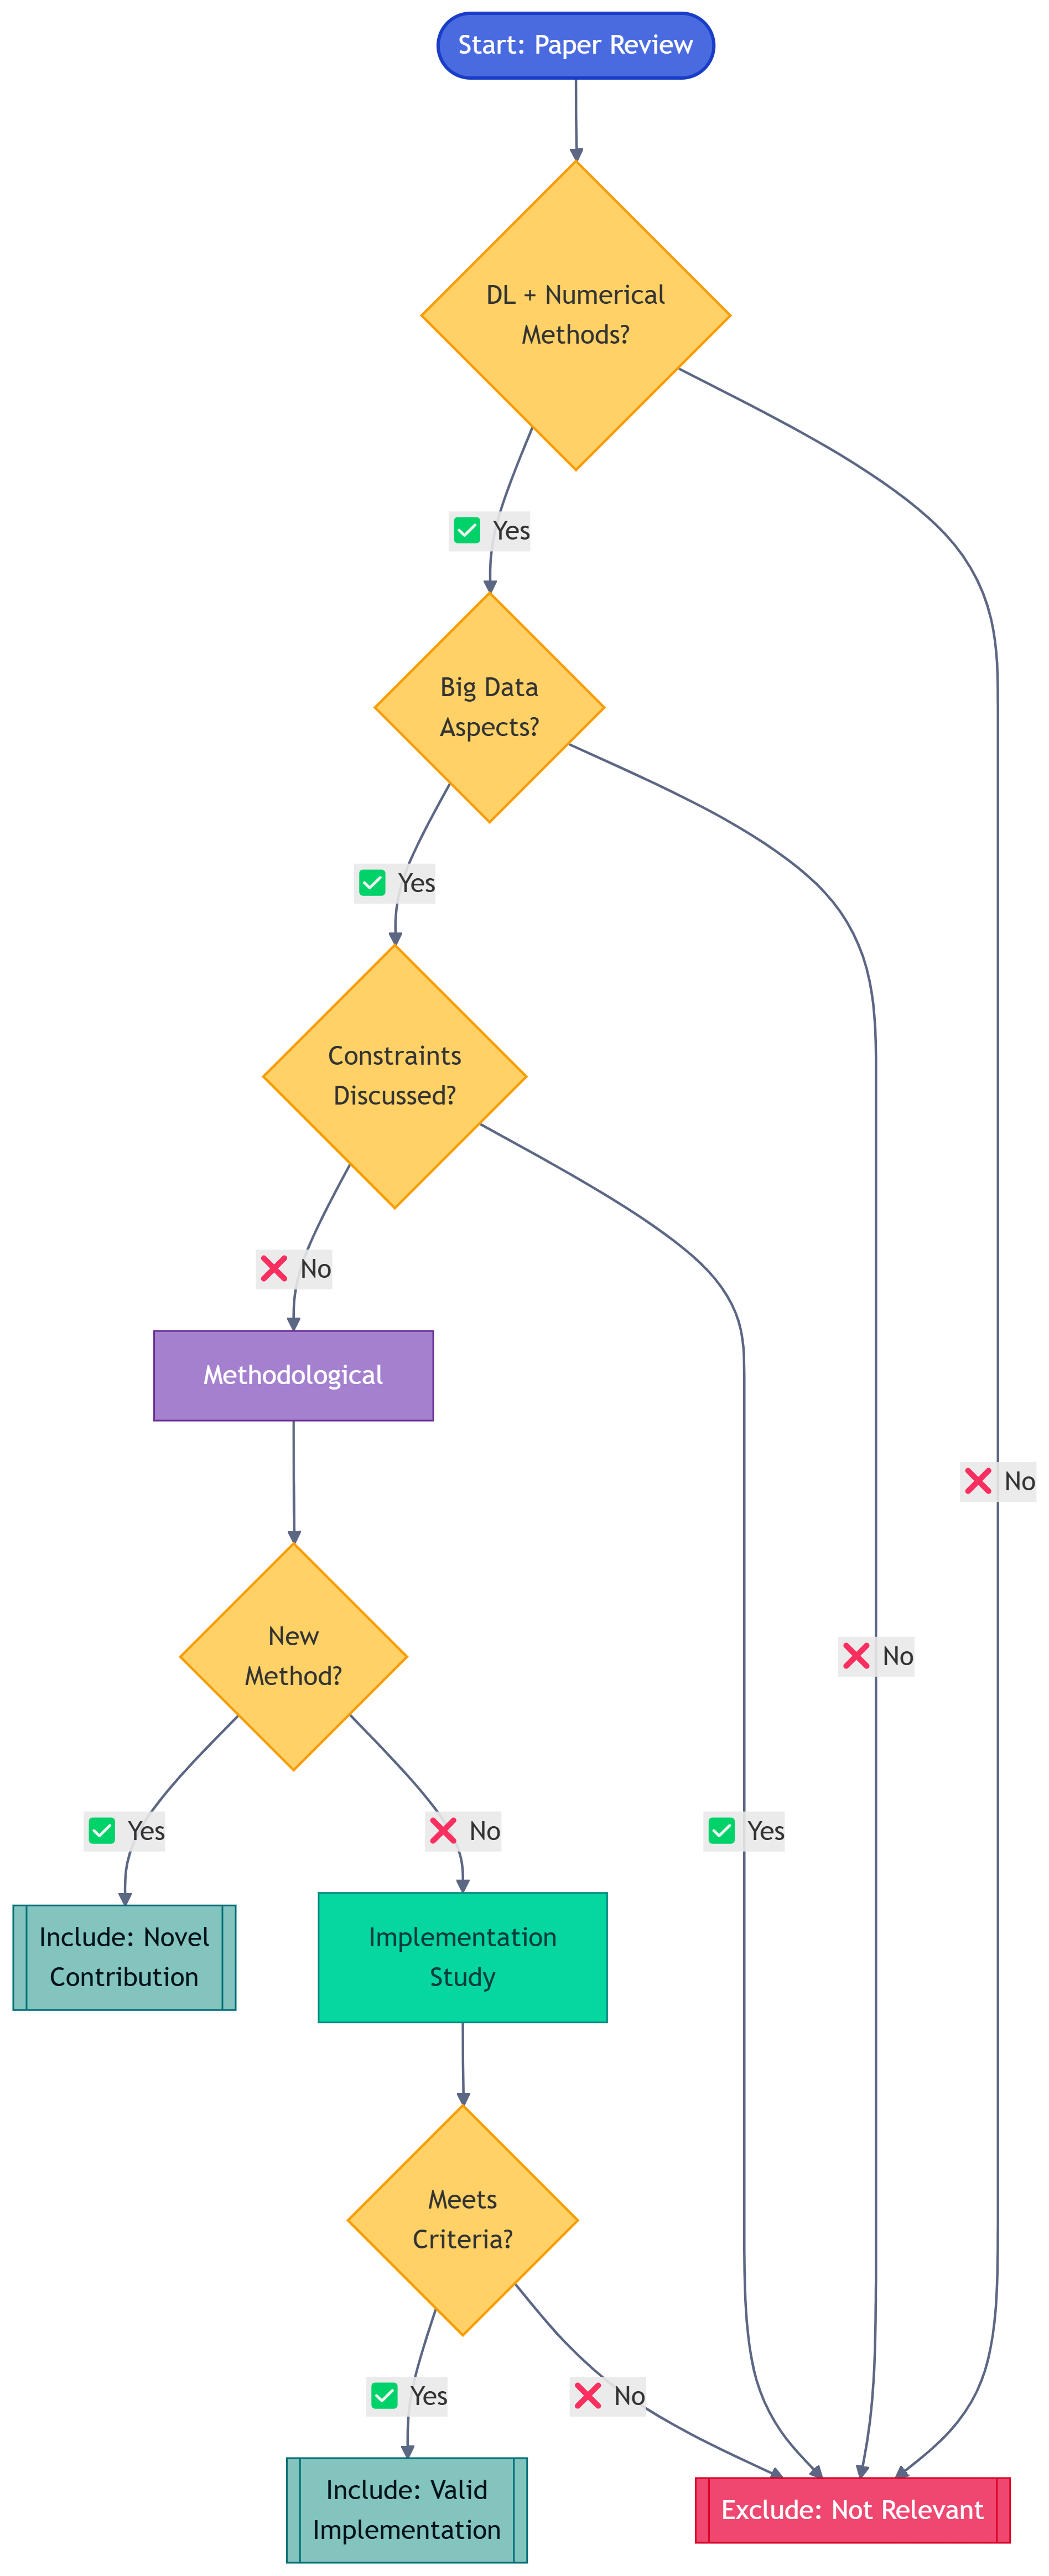 Start: Paper Review
DL + Numerical
Methods?
✅ Yes
Big Data
Aspects?
✅ Yes
Constraints
Discussed?
❌ No
Methodological
❌ No
New
Method?
❌ No
✅ Yes
❌ No
✅ Yes
Include: Novel
Contribution
Implementation
Study
Meets
Criteria?
✅ Yes
❌ No
Include: Valid
Implementation
Exclude: Not Relevant